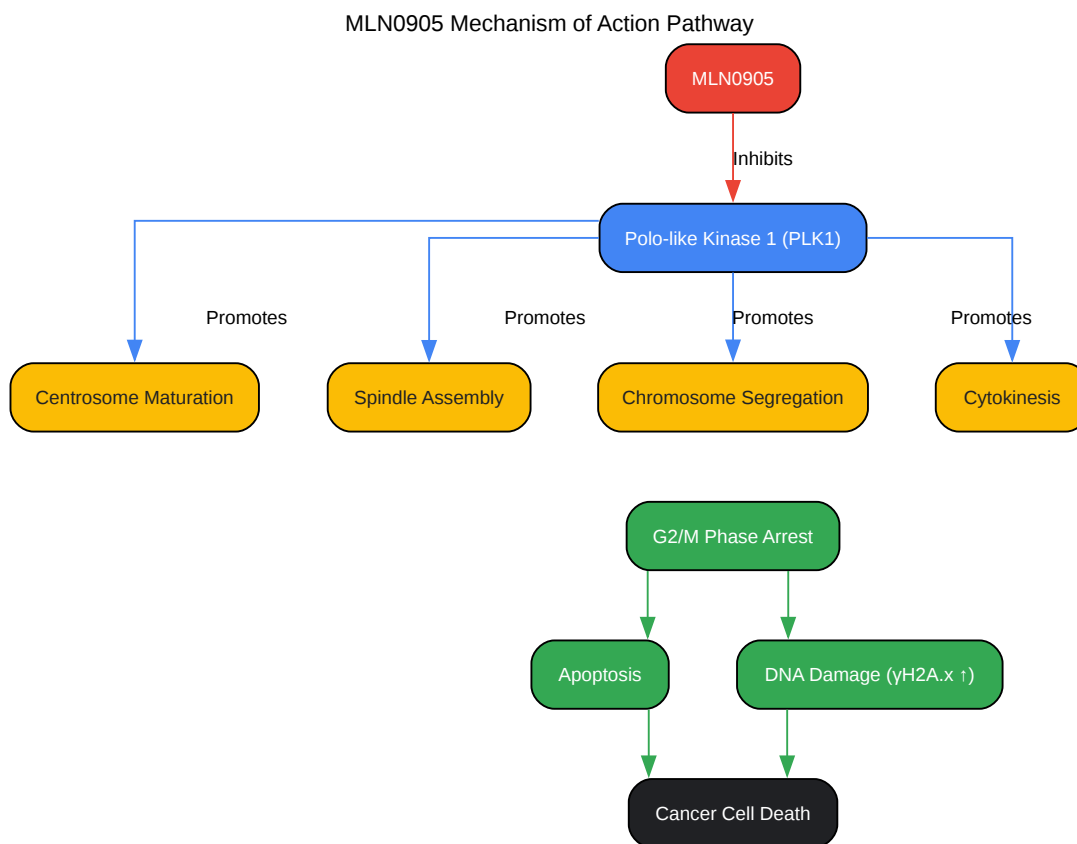 MLN0905 Mechanism of Action Pathway
MLN0905
Inhibits
Polo-like Kinase 1 (PLK1)
Promotes
Promotes
Promotes
Promotes
Centrosome Maturation
Spindle Assembly
Chromosome Segregation
Cytokinesis
G2/M Phase Arrest
Apoptosis
DNA Damage (γH2A.x ↑)
Cancer Cell Death